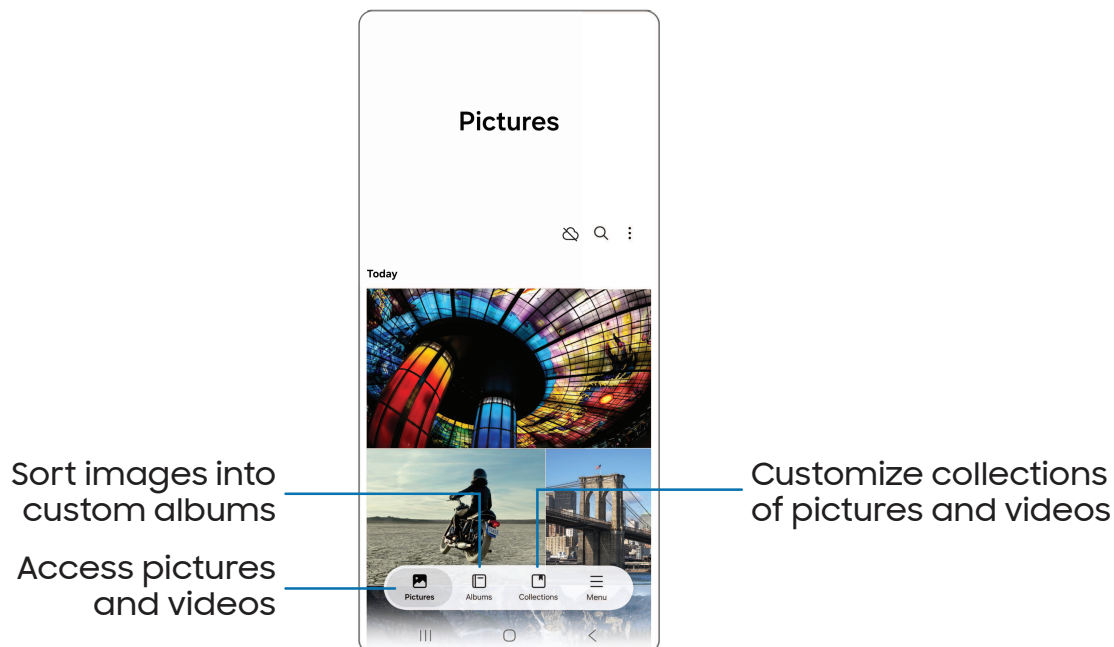 Pictures
Today
Sort images into
custom albums
Customize collections
of pictures and videos
Access pictures
and videos
Pictures
Albums
Collections
Menu